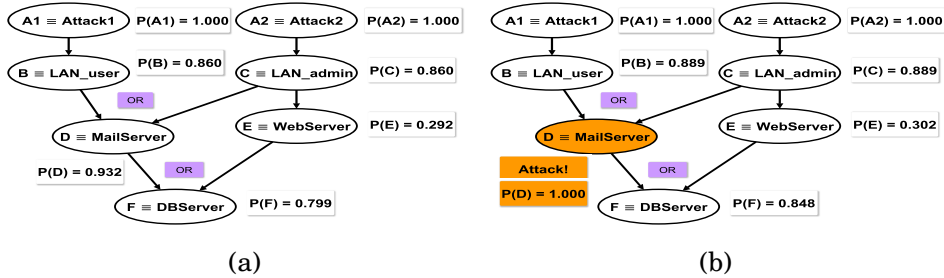 A1 ≡ Attack1
P(A1) = 1.000
A2 ≡ Attack2
P(A2) = 1.000
B ≡ LAN_user
P(B) = 0.860
C ≡ LAN_admin
P(C) = 0.860
OR
D ≡ MailServer
E ≡ WebServer
P(E) = 0.292
P(D) = 0.932
OR
F ≡ DBServer
P(F) = 0.799
(a)
A1 ≡ Attack1
P(A1) = 1.000
A2 ≡ Attack2
P(A2) = 1.000
B ≡ LAN_user
P(B) = 0.889
C ≡ LAN_admin
P(C) = 0.889
OR
D ≡ MailServer
E ≡ WebServer
P(E) = 0.302
Attack!
OR
P(D) = 1.000
F ≡ DBServer
P(F) = 0.848
(b)